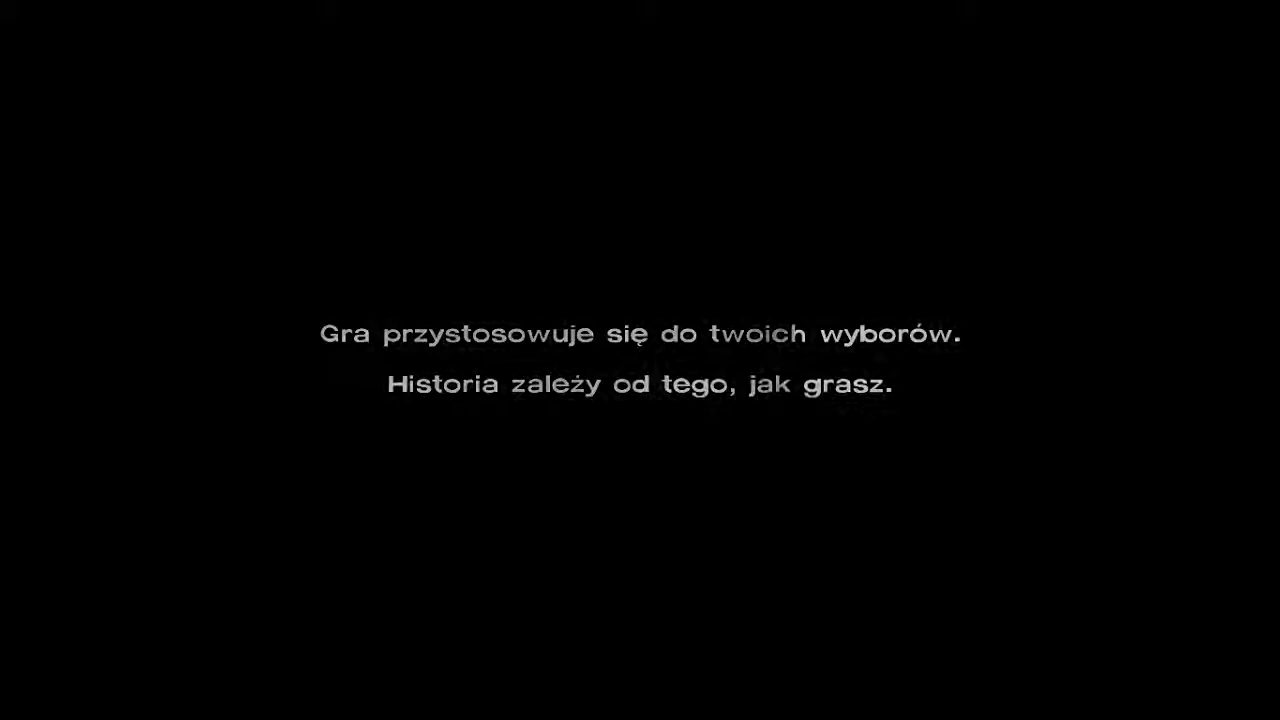 Gra przystosowuje się do twoich wyborów.
Historia zależy od tego, jak grasz.